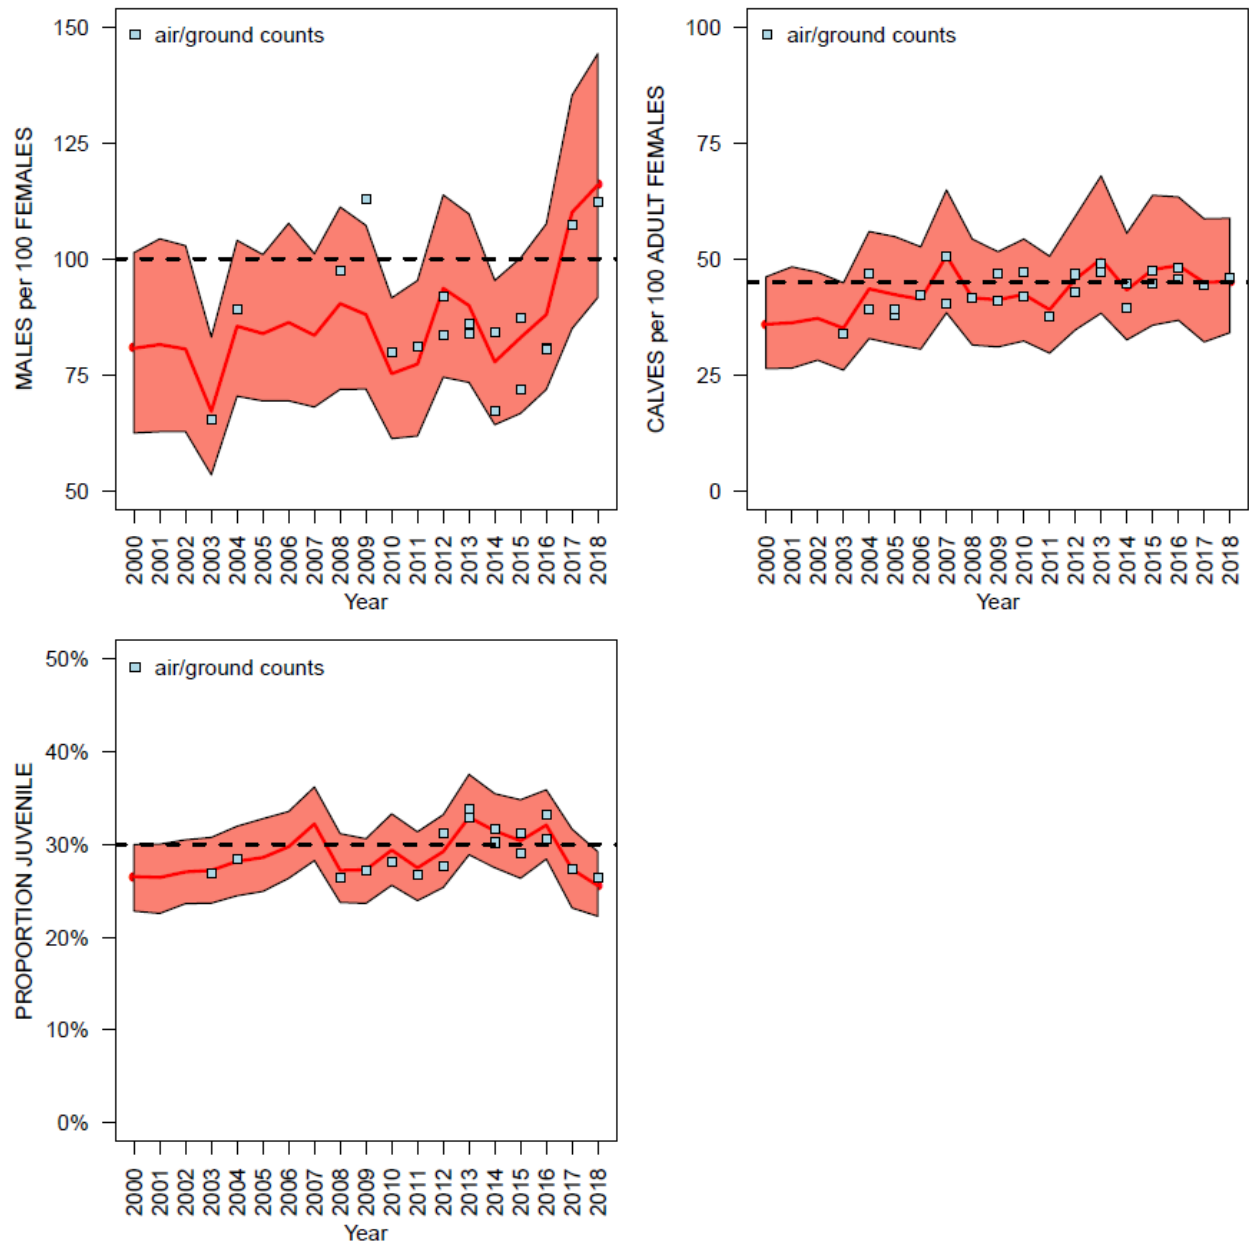 150
125
100
75
50
MALES per 100 FEMALES
air/ground counts
2000 2001 2002 2003 2004 2005 2006 2007 2008 2009 2010 2011 2012 2013 2014 2015 2016 2017 2018
Year
100
75
50
25
0
CALVES per 100 ADULT FEMALES
air/ground counts
2000 2001 2002 2003 2004 2005 2006 2007 2008 2009 2010 2011 2012 2013 2014 2015 2016 2017 2018
Year
50%
40%
30%
20%
10%
0%
PROPORTION JUVENILE
air/ground counts
2000 2001 2002 2003 2004 2005 2006 2007 2008 2009 2010 2011 2012 2013 2014 2015 2016 2017 2018
Year